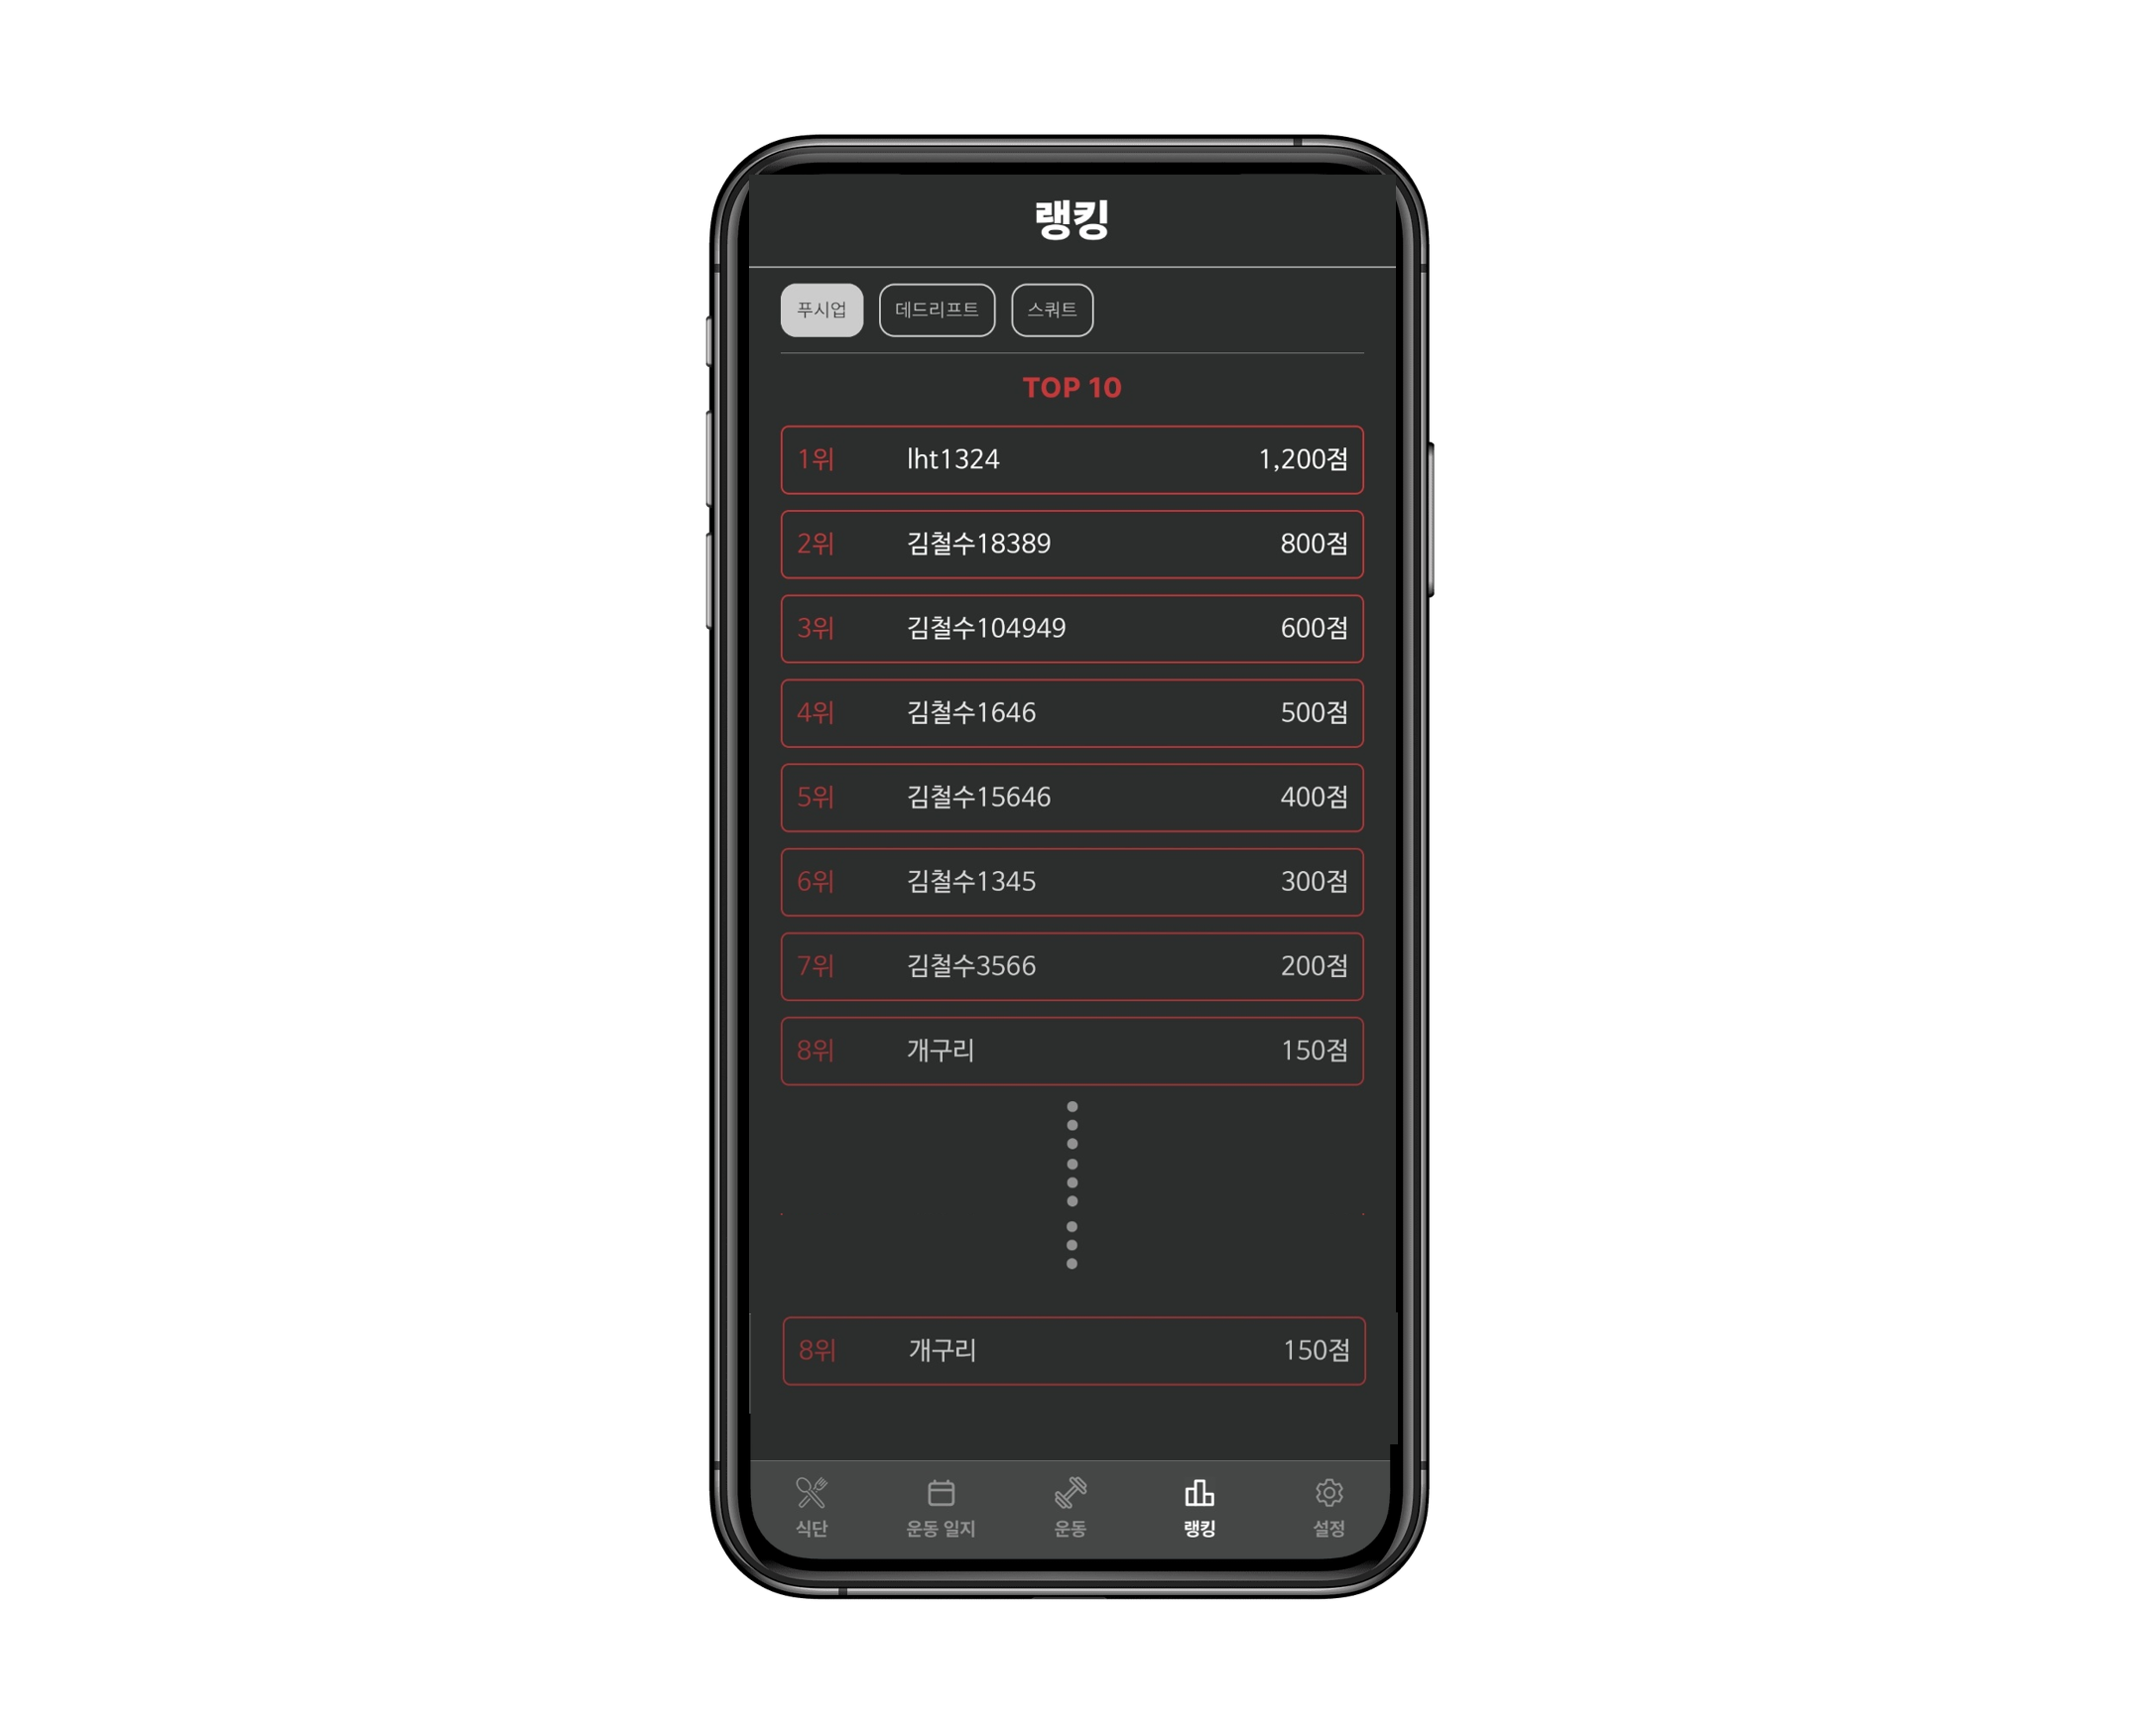 랭킹
푸시업 데드리프트 스쿼트
TOP 10
1위 lht1324 1,200점
2위 김철수18389 800점
3위 김철수104949 600점
4위 김철수1646 500점
5위 김철수15646 400점
6위 김철수1345 300점
7위 김철수3566 200점
8위 개구리 150점
8위 개구리 150점
식단 운동 일지 운동 랭킹 설정